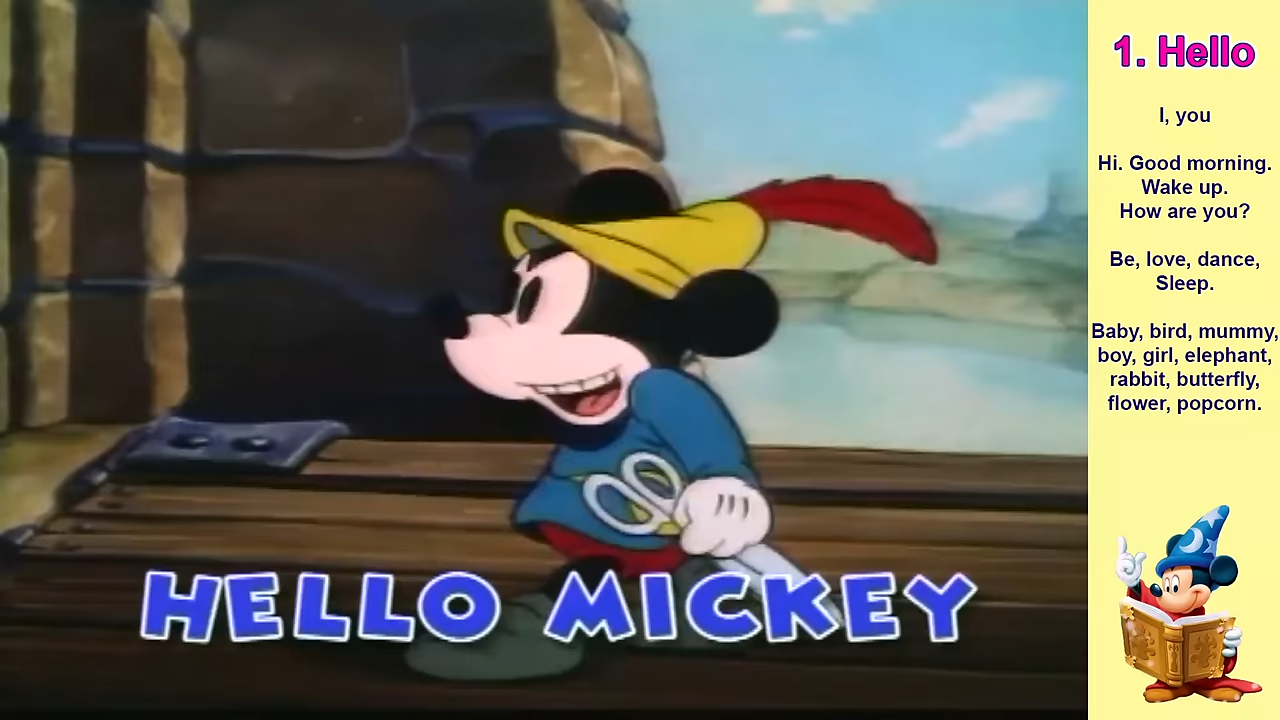 HELLO MICKEY
1. Hello
I, you
Hi. Good morning.
Wake up.
How are you?
Be, love, dance,
Sleep.
Baby, bird, mummy,
boy, girl, elephant,
rabbit, butterfly,
flower, popcorn.